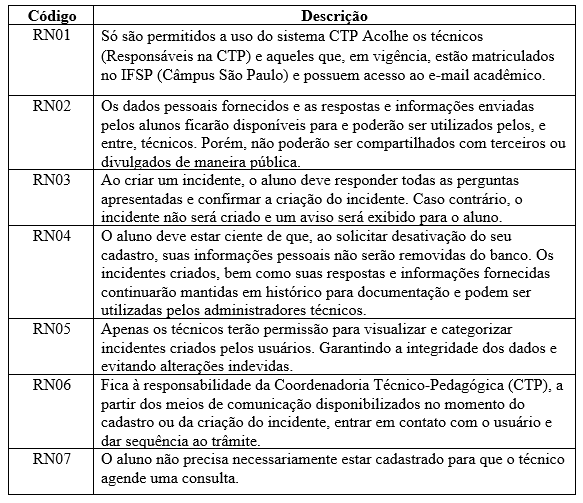 Código Descrição
RN01 Só são permitidos a uso do sistema CTP Acolhe os técnicos
(Responsáveis na CTP) e aqueles que, em vigência, estão matriculados
no IFSP (Câmpus São Paulo) e possuem acesso ao e-mail acadêmico.
RN02 Os dados pessoais fornecidos e as respostas e informações enviadas
pelos alunos ficarão disponíveis para e poderão ser utilizados pelos, e
entre, técnicos. Porém, não poderão ser compartilhados com terceiros ou
divulgados de maneira pública.
RN03 Ao criar um incidente, o aluno deve responder todas as perguntas
apresentadas e confirmar a criação do incidente. Caso contrário, o
incidente não será criado e um aviso será exibido para o aluno.
RN04 O aluno deve estar ciente de que, ao solicitar desativação do seu
cadastro, suas informações pessoais não serão removidas do banco. Os
incidentes criados, bem como suas respostas e informações fornecidas
continuarão mantidas em histórico para documentação e podem ser
utilizadas pelos administradores técnicos.
RN05 Apenas os técnicos terão permissão para visualizar e categorizar
incidentes criados pelos usuários. Garantindo a integridade dos dados e
evitando alterações indevidas.
RN06 Fica à responsabilidade da Coordenadoria Técnico-Pedagógica (CTP), a
partir dos meios de comunicação disponibilizados no momento do
cadastro ou da criação do incidente, entrar em contato com o usuário e
dar sequência ao trâmite.
RN07 O aluno não precisa necessariamente estar cadastrado para que o técnico
agende uma consulta.